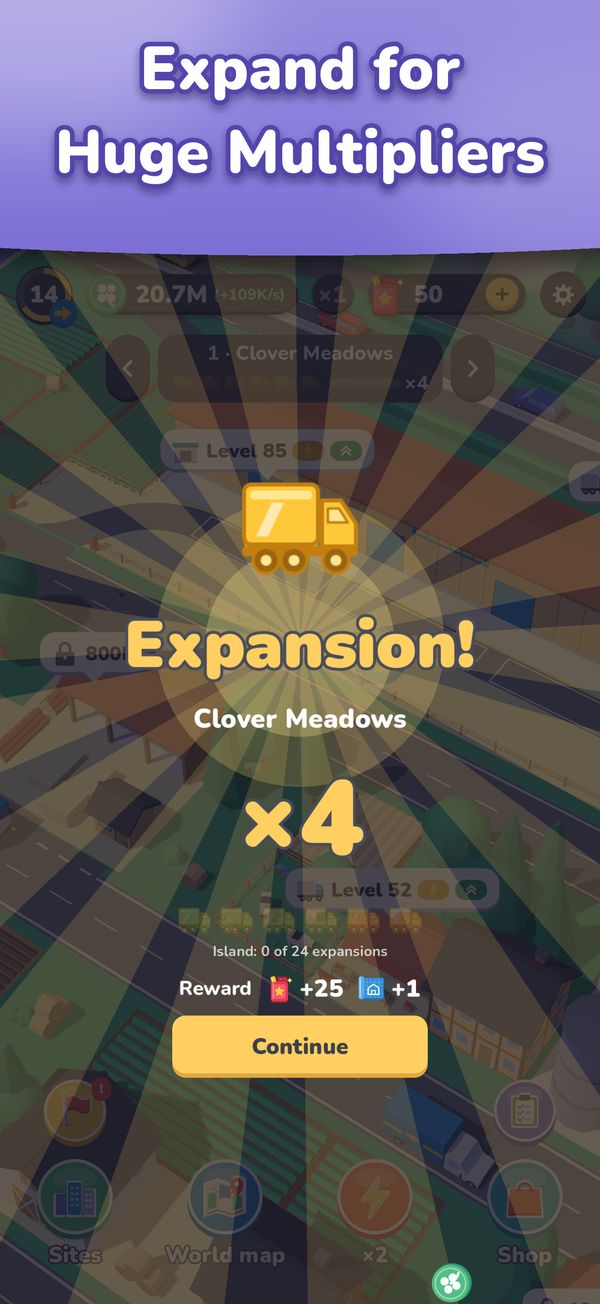 Expand for
Huge Multipliers
14
20.7M (+109K/s)
×1
50
1 · Clover Meadows
×4
Level 85
Expansion!
Clover Meadows
×4
Level 52
Island: 0 of 24 expansions
Reward +25 +1
Continue
Sites
World map
×2
Shop